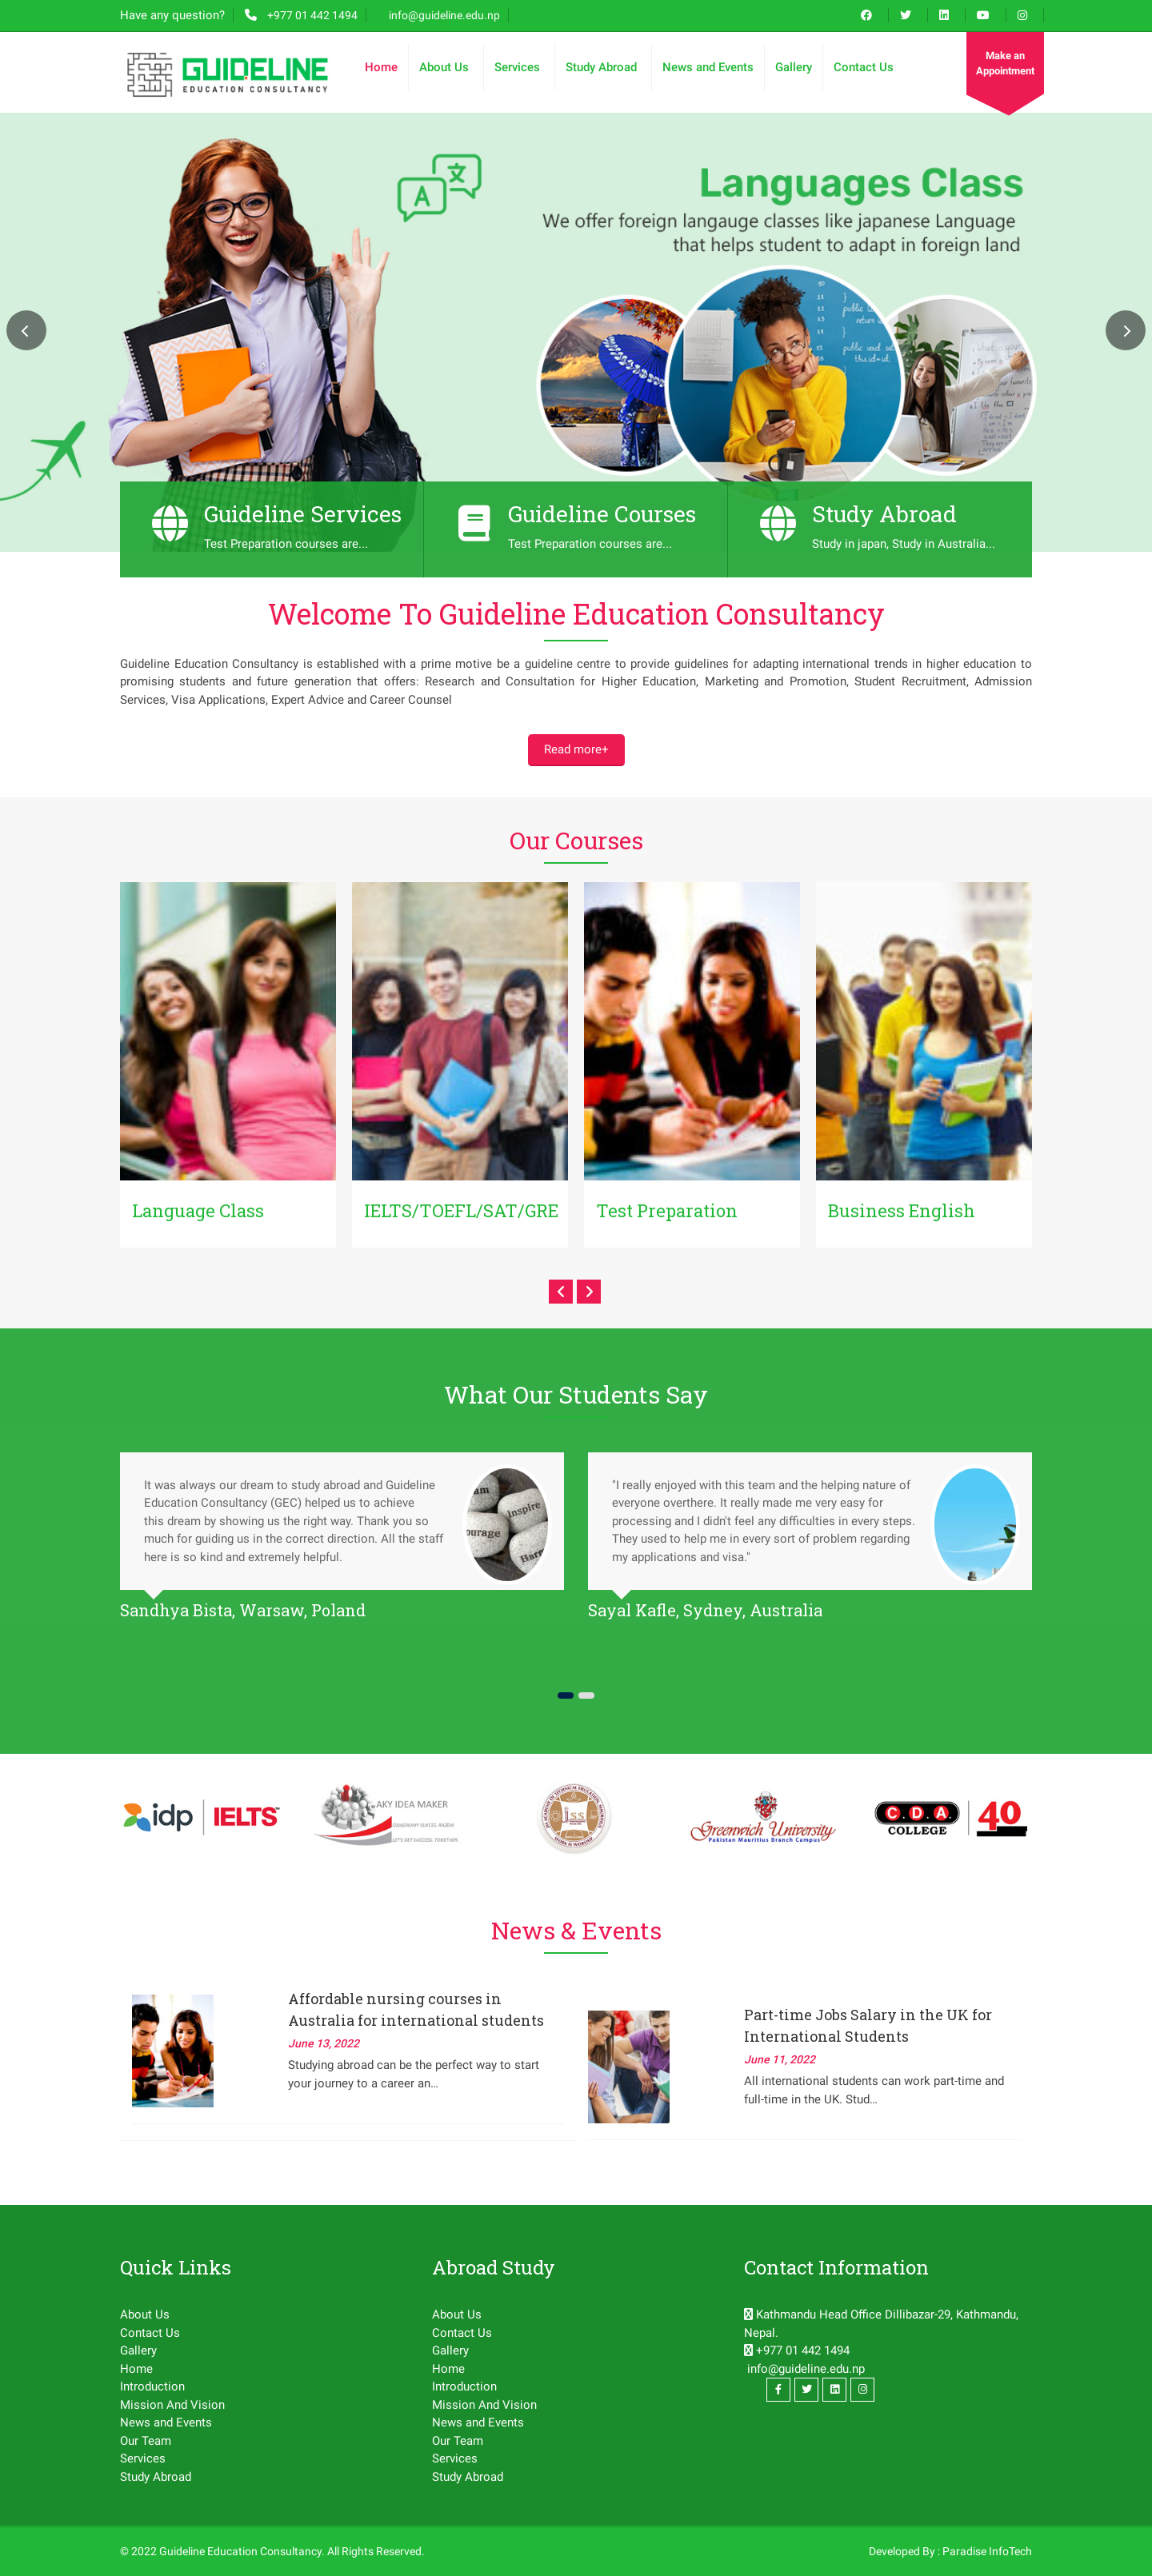 Have any question? +977 01 442 1494 info@guideline.edu.np
GUIDELINE
EDUCATION CONSULTANCY
Home About Us Services Study Abroad News and Events Gallery Contact Us
Make an
Appointment
A 文
Languages Class
We offer foreign langauge classes like japanese Language
that helps student to adapt in foreign land
Guideline Services
Test Preparation courses are...
Guideline Courses
Test Preparation courses are...
Study Abroad
Study in japan, Study in Australia...
Welcome To Guideline Education Consultancy
Guideline Education Consultancy is established with a prime motive be a guideline centre to provide guidelines for adapting international trends in higher education to
promising students and future generation that offers: Research and Consultation for Higher Education, Marketing and Promotion, Student Recruitment, Admission
Services, Visa Applications, Expert Advice and Career Counsel
Read more+
Our Courses
Language Class
IELTS/TOEFL/SAT/GRE
Test Preparation
Business English
What Our Students Say
It was always our dream to study abroad and Guideline
Education Consultancy (GEC) helped us to achieve
this dream by showing us the right way. Thank you so
much for guiding us in the correct direction. All the staff
here is so kind and extremely helpful.
Inspire
Sandhya Bista, Warsaw, Poland
"I really enjoyed with this team and the helping nature of
everyone overthere. It really made me very easy for
processing and I didn't feel any difficulties in every steps.
They used to help me in every sort of problem regarding
my applications and visa."
Sayal Kafle, Sydney, Australia
idp IELTS
AKY IDEA MAKER
LET'S GET SUCCESS, TOGETHER.
jss
WORK IS WORSHIP
Greenwich University
Pakistan Mauritius Branch Campus
C.D.A.
COLLEGE
40
News & Events
Affordable nursing courses in
Australia for international students
June 13, 2022
Studying abroad can be the perfect way to start
your journey to a career an...
Part-time Jobs Salary in the UK for
International Students
June 11, 2022
All international students can work part-time and
full-time in the UK. Stud...
Quick Links
About Us
Contact Us
Gallery
Home
Introduction
Mission And Vision
News and Events
Our Team
Services
Study Abroad
Abroad Study
About Us
Contact Us
Gallery
Home
Introduction
Mission And Vision
News and Events
Our Team
Services
Study Abroad
Contact Information
Kathmandu Head Office Dillibazar-29, Kathmandu,
Nepal.
+977 01 442 1494
info@guideline.edu.np
© 2022 Guideline Education Consultancy. All Rights Reserved.
Developed By : Paradise InfoTech